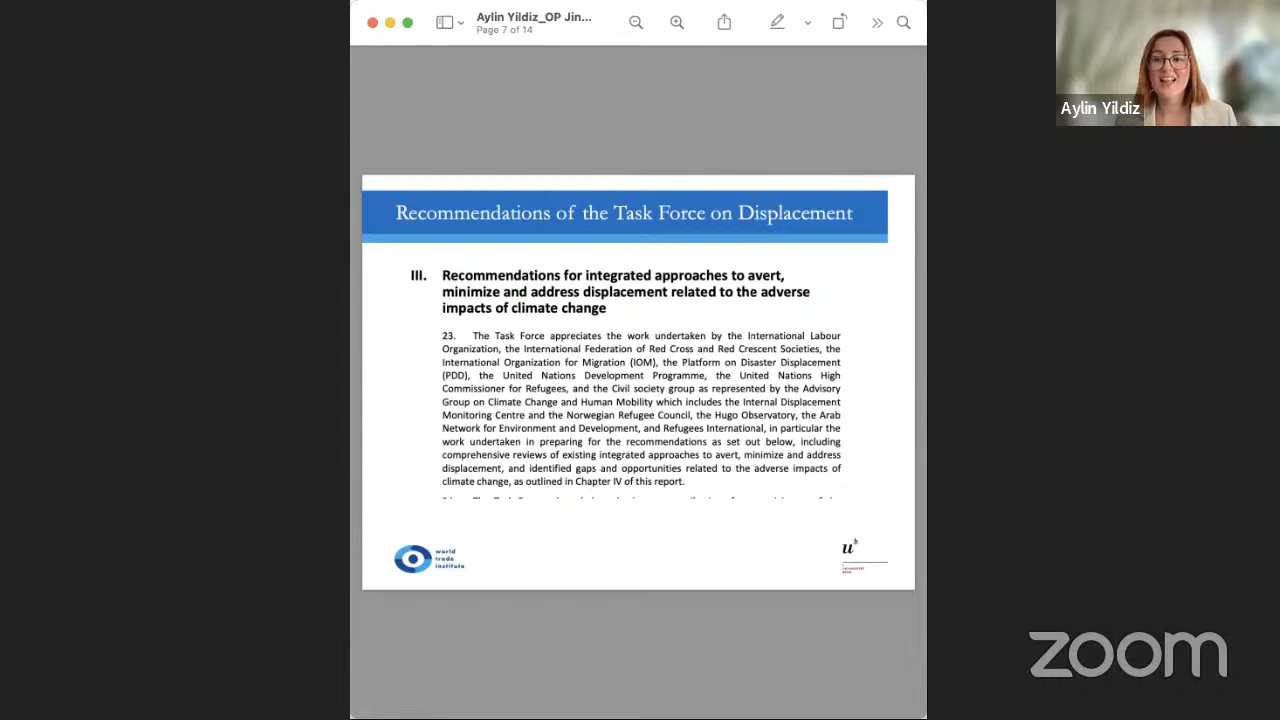 Aylin Yildiz_OP Jin...
Page 7 of 14
Aylin Yildiz
Recommendations of the Task Force on Displacement
III. Recommendations for integrated approaches to avert,
minimize and address displacement related to the adverse
impacts of climate change
23. The Task Force appreciates the work undertaken by the International Labour
Organization, the International Federation of Red Cross and Red Crescent Societies, the
International Organization for Migration (IOM), the Platform on Disaster Displacement
(PDD), the United Nations Development Programme, the United Nations High
Commissioner for Refugees, and the Civil society group as represented by the Advisory
Group on Climate Change and Human Mobility which includes the Internal Displacement
Monitoring Centre and the Norwegian Refugee Council, the Hugo Observatory, the Arab
Network for Environment and Development, and Refugees International, in particular the
work undertaken in preparing for the recommendations as set out below, including
comprehensive reviews of existing integrated approaches to avert, minimize and address
displacement, and identified gaps and opportunities related to the adverse impacts of
climate change, as outlined in Chapter IV of this report.
world
trade
institute
u b
zoom